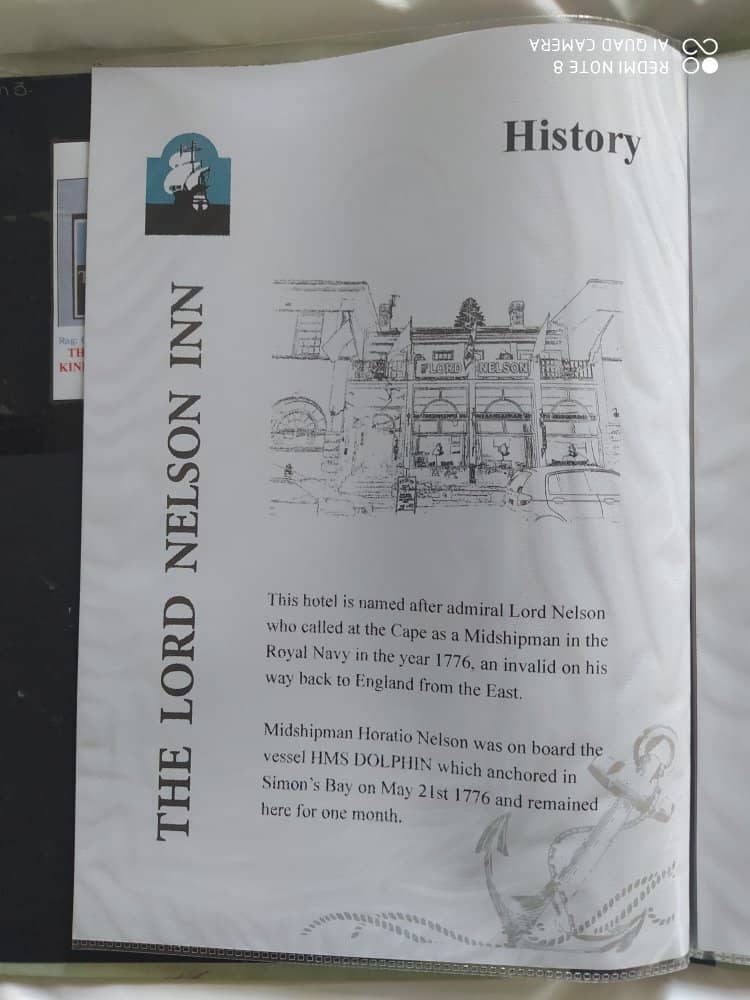 REDMI NOTE 8
AI QUAD CAMERA
History
THE LORD NELSON INN
LORD NELSON
This hotel is named after admiral Lord Nelson
who called at the Cape as a Midshipman in the
Royal Navy in the year 1776, an invalid on his
way back to England from the East.
Midshipman Horatio Nelson was on board the
vessel HMS DOLPHIN which anchored in
Simon's Bay on May 21st 1776 and remained
here for one month.